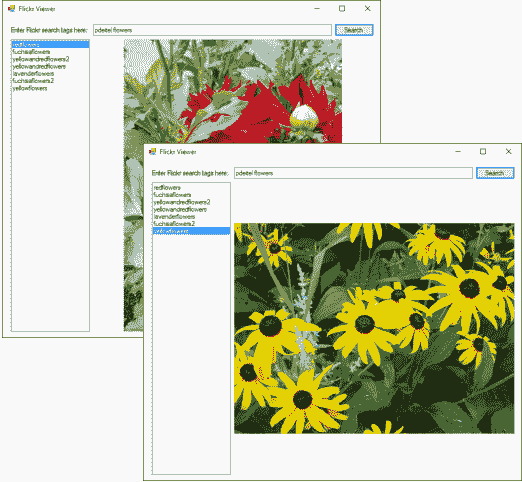 Flickr Viewer
Enter Flickr search tags here: pdeitel flowers Search
redflowers
fuchsiaflowers
yellowandredflowers2
yellowandredflowers
lavenderflowers
fuchsiaflowers2
yellowflowers
Flickr Viewer
Enter Flickr search tags here: pdeitel flowers Search
redflowers
fuchsiaflowers
yellowandredflowers2
yellowandredflowers
lavenderflowers
fuchsiaflowers2
yellowflowers